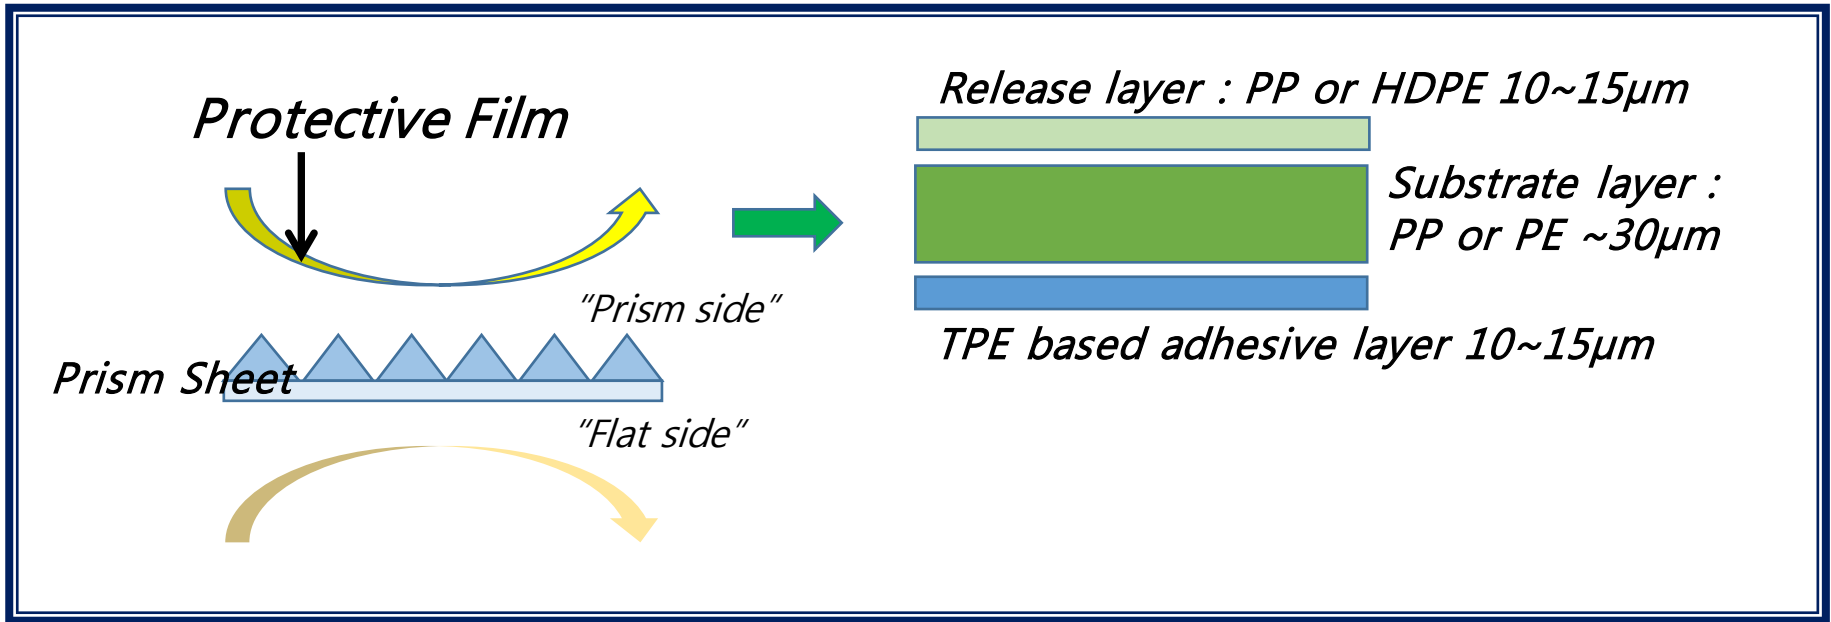 Protective Film
"Prism side"
Prism Sheet
"Flat side"
Release layer : PP or HDPE 10~15μm
Substrate layer :
PP or PE ~30μm
TPE based adhesive layer 10~15μm